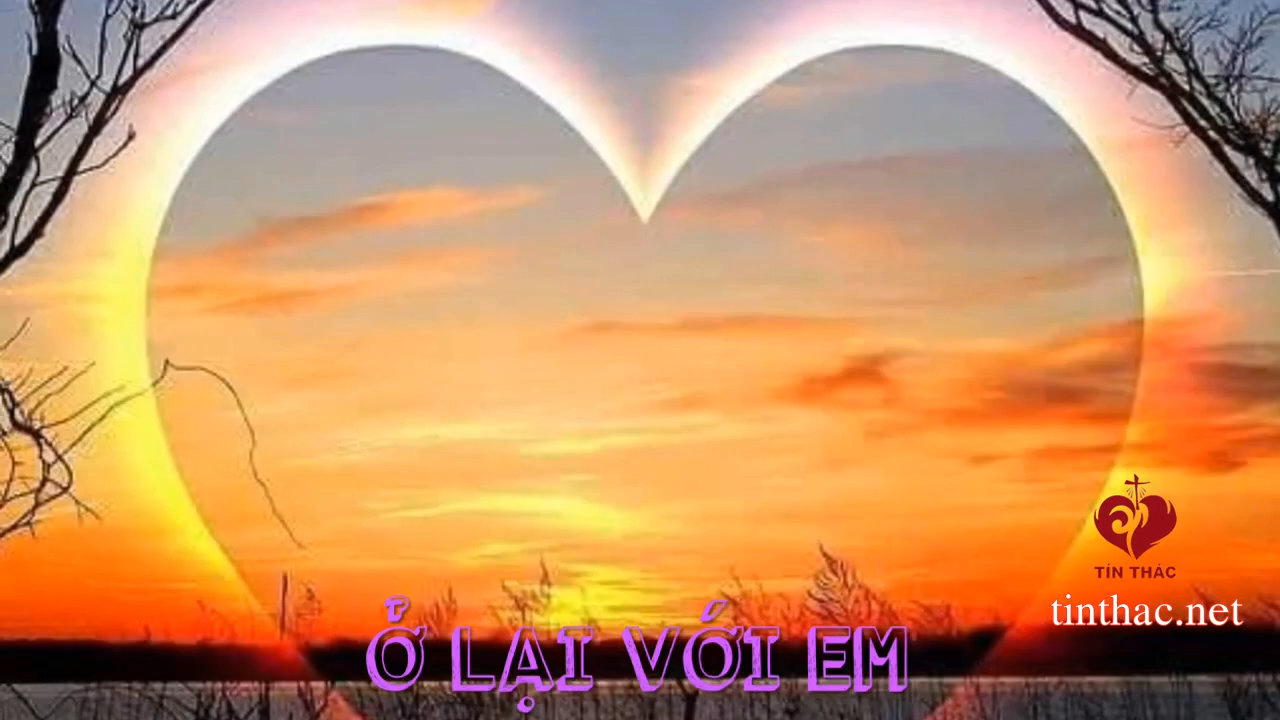 TÍN THÁC
tinthac.net
Ở LẠI VỚI EM